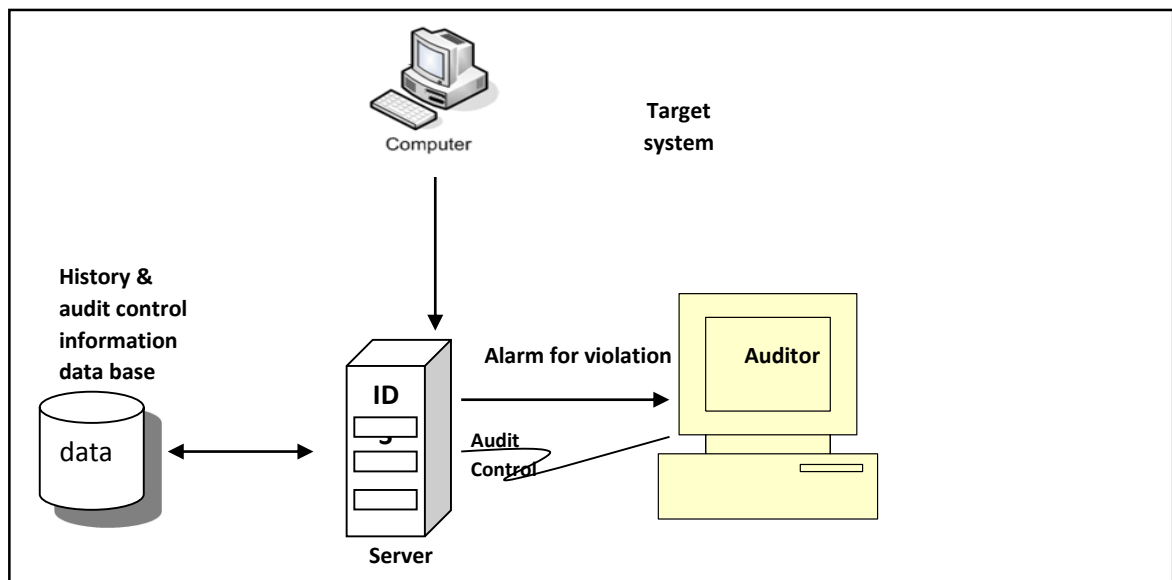 Computer
Target
system
History &
audit control
information
data base
data
ID
Alarm for violation
Auditor
Audit
Control
Server